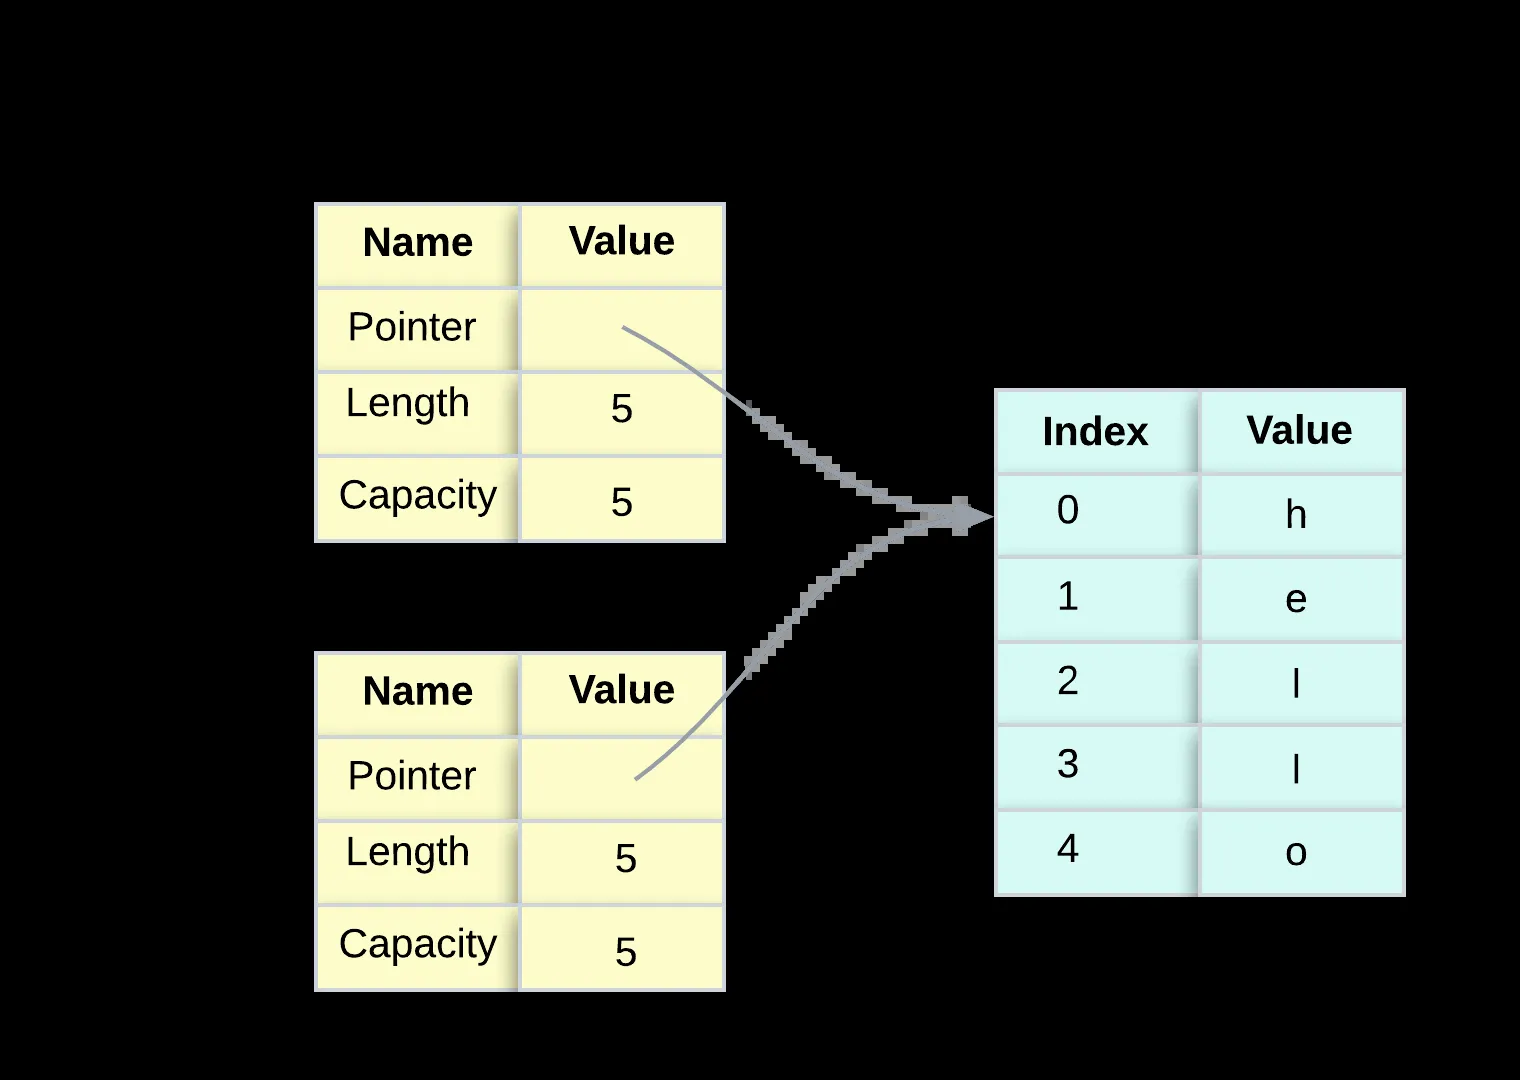 Name Value
Pointer
Length 5
Capacity 5
Name Value
Pointer
Length 5
Capacity 5
Index Value
0 h
1 e
2 l
3 l
4 o